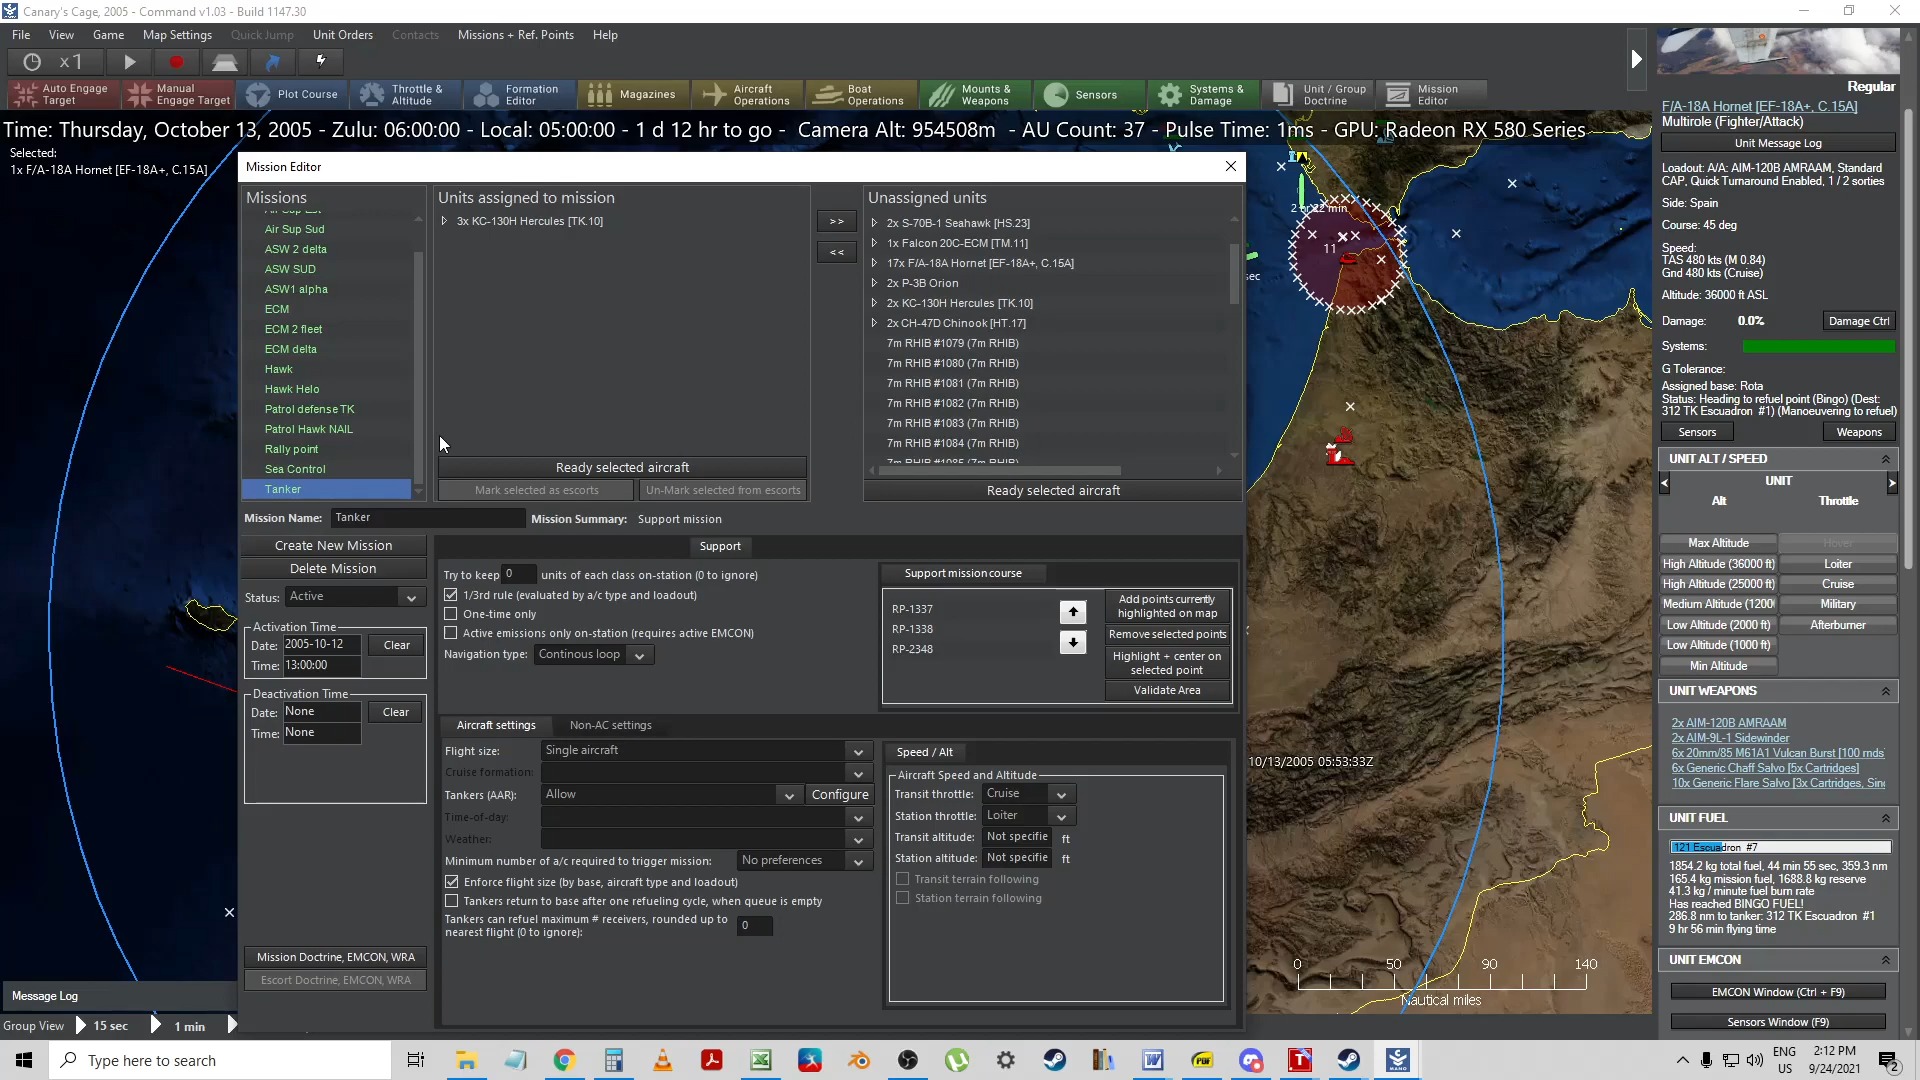 Canary's Cage, 2005 - Command v1.03 - Build 1147.30
File View Game Map Settings Quick Jump Unit Orders Contacts Missions + Ref. Points Help
x1
Auto Engage Target
Manual Engage Target
Plot Course
Throttle & Altitude
Formation Editor
Magazines
Aircraft Operations
Boat Operations
Mounts & Weapons
Sensors
Systems & Damage
Unit / Group Doctrine
Mission Editor
Time: Thursday, October 13, 2005 - Zulu: 06:00:00 - Local: 05:00:00 - 1 d 12 hr to go - Camera Alt: 954508m - AU Count: 37 - Pulse Time: 1ms - GPU: Radeon RX 580 Series
Selected:
1x F/A-18A Hornet [EF-18A+, C.15A]
Mission Editor
Missions
Air Sup Sud
ASW 2 delta
ASW SUD
ASW1 alpha
ECM
ECM 2 fleet
ECM delta
Hawk
Hawk Helo
Patrol defense TK
Patrol Hawk NAIL
Rally point
Sea Control
Tanker
Units assigned to mission
3x KC-130H Hercules [TK.10]
>>
<<
Ready selected aircraft
Mark selected as escorts
Un-Mark selected from escorts
Unassigned units
2x S-70B-1 Seahawk [HS.23]
1x Falcon 20C-ECM [TM.11]
17x F/A-18A Hornet [EF-18A+, C.15A]
2x P-3B Orion
2x KC-130H Hercules [TK.10]
2x CH-47D Chinook [HT.17]
7m RHIB #1079 (7m RHIB)
7m RHIB #1080 (7m RHIB)
7m RHIB #1081 (7m RHIB)
7m RHIB #1082 (7m RHIB)
7m RHIB #1083 (7m RHIB)
7m RHIB #1084 (7m RHIB)
7m RHIB #1085 (7m RHIB)
Ready selected aircraft
Mission Name: Tanker
Mission Summary: Support mission
Create New Mission
Delete Mission
Status: Active
Activation Time
Date: 2005-10-12 Clear
Time: 13:00:00
Deactivation Time
Date: None Clear
Time: None
Mission Doctrine, EMCON, WRA
Escort Doctrine, EMCON, WRA
Support
Try to keep 0 units of each class on-station (0 to ignore)
1/3rd rule (evaluated by a/c type and loadout)
One-time only
Active emissions only on-station (requires active EMCON)
Navigation type: Continous loop
Support mission course
RP-1337
RP-1338
RP-2348
Add points currently highlighted on map
Remove selected points
Highlight + center on selected point
Validate Area
Aircraft settings Non-AC settings
Flight size: Single aircraft
Cruise formation:
Tankers (AAR): Allow Configure
Time-of-day:
Weather:
Minimum number of a/c required to trigger mission: No preferences
Enforce flight size (by base, aircraft type and loadout)
Tankers return to base after one refueling cycle, when queue is empty
Tankers can refuel maximum # receivers, rounded up to nearest flight (0 to ignore): 0
Speed / Alt
Aircraft Speed and Altitude
Transit throttle: Cruise
Station throttle: Loiter
Transit altitude: Not specifie ft
Station altitude: Not specifie ft
Transit terrain following
Station terrain following
11
10/13/2005 05:53:33Z
0 50 90 140
Nautical miles
Regular
F/A-18A Hornet [EF-18A+, C.15A]
Multirole (Fighter/Attack)
Unit Message Log
Loadout: A/A: AIM-120B AMRAAM, Standard
CAP, Quick Turnaround Enabled, 1 / 2 sorties
Side: Spain
Course: 45 deg
Speed:
TAS 480 kts (M 0.84)
Gnd 480 kts (Cruise)
Altitude: 36000 ft ASL
Damage: 0.0% Damage Ctrl
Systems:
G Tolerance:
Assigned base: Rota
Status: Heading to refuel point (Bingo) (Dest:
312 TK Escuadron #1) (Manoeuvering to refuel)
Sensors Weapons
UNIT ALT / SPEED
UNIT
Alt Throttle
Max Altitude Hover
High Altitude (36000 ft) Loiter
High Altitude (25000 ft) Cruise
Medium Altitude (1200 Military
Low Altitude (2000 ft) Afterburner
Low Altitude (1000 ft)
Min Altitude
UNIT WEAPONS
2x AIM-120B AMRAAM
2x AIM-9L-1 Sidewinder
6x 20mm/85 M61A1 Vulcan Burst [100 rnds
6x Generic Chaff Salvo [5x Cartridges]
10x Generic Flare Salvo [3x Cartridges, Sin
UNIT FUEL
121 Escuadron #7
1854.2 kg total fuel, 44 min 55 sec, 359.3 nm
165.4 kg mission fuel, 1688.8 kg reserve
41.3 kg / minute fuel burn rate
Has reached BINGO FUEL!
286.8 nm to tanker: 312 TK Escuadron #1
9 hr 56 min flying time
UNIT EMCON
EMCON Window (Ctrl + F9)
Sensors Window (F9)
Message Log
Group View 15 sec 1 min
Type here to search
ENG
US
2:12 PM
9/24/2021
2